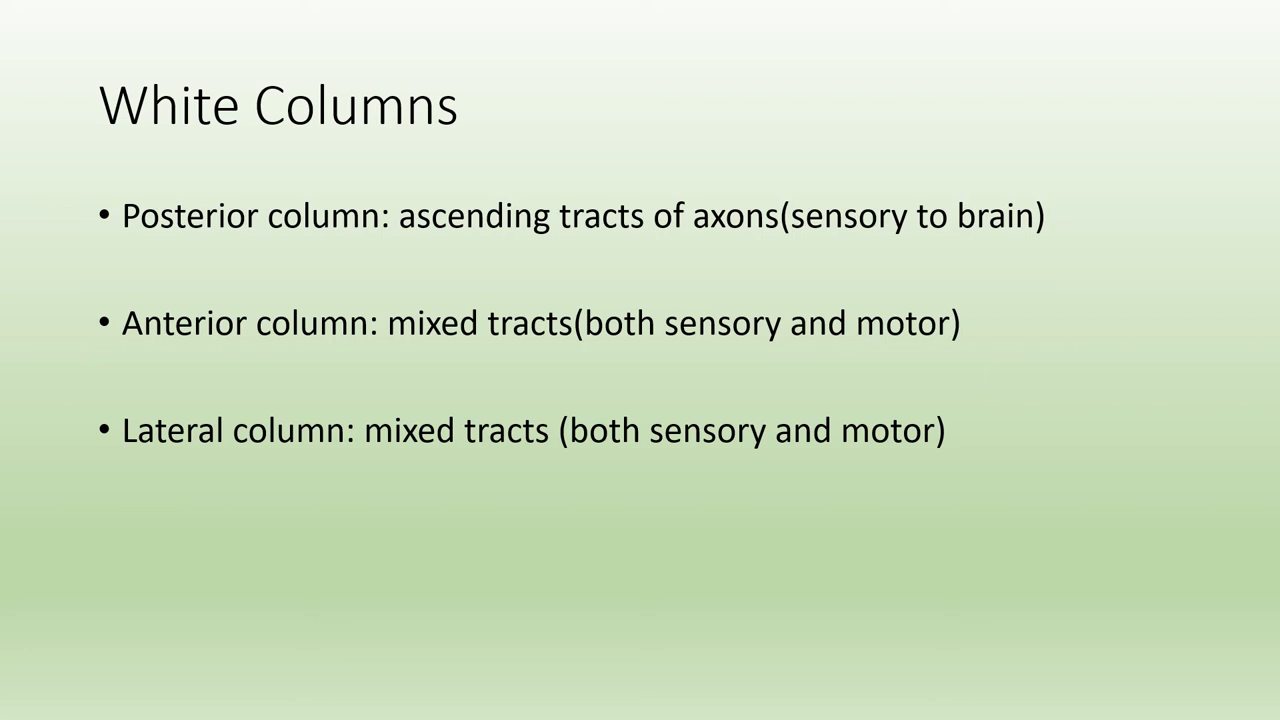 White Columns
• Posterior column: ascending tracts of axons(sensory to brain)
• Anterior column: mixed tracts(both sensory and motor)
• Lateral column: mixed tracts (both sensory and motor)